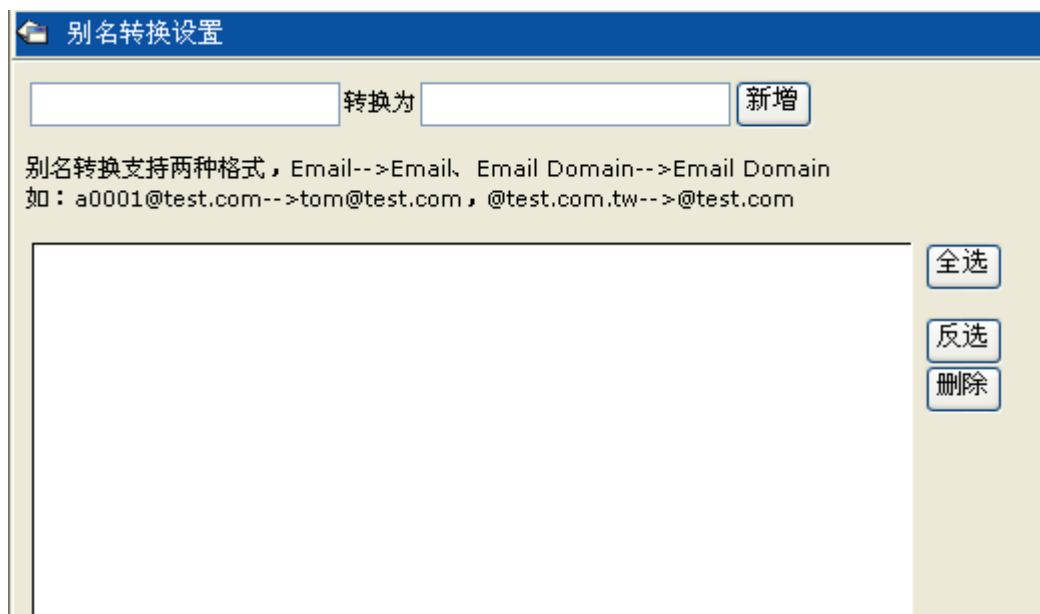 别名转换设置
转换为 新增
别名转换支持两种格式，Email-->Email、Email Domain-->Email Domain
如：a0001@test.com-->tom@test.com，@test.com.tw-->@test.com
全选
反选
删除